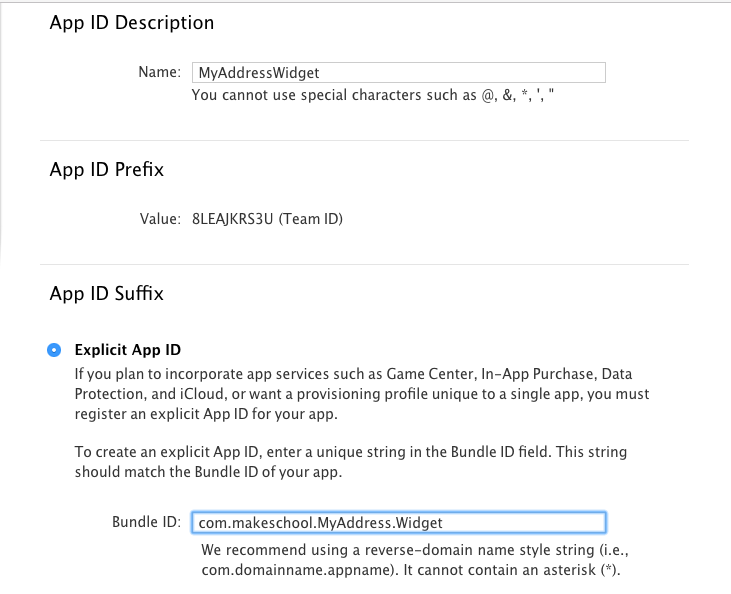 App ID Description
Name: MyAddressWidget
You cannot use special characters such as @, &, *, ', "
App ID Prefix
Value: 8LEAJKRS3U (Team ID)
App ID Suffix
Explicit App ID
If you plan to incorporate app services such as Game Center, In-App Purchase, Data
Protection, and iCloud, or want a provisioning profile unique to a single app, you must
register an explicit App ID for your app.
To create an explicit App ID, enter a unique string in the Bundle ID field. This string
should match the Bundle ID of your app.
Bundle ID: com.makeschool.MyAddress.Widget
We recommend using a reverse-domain name style string (i.e.,
com.domainname.appname). It cannot contain an asterisk (*).